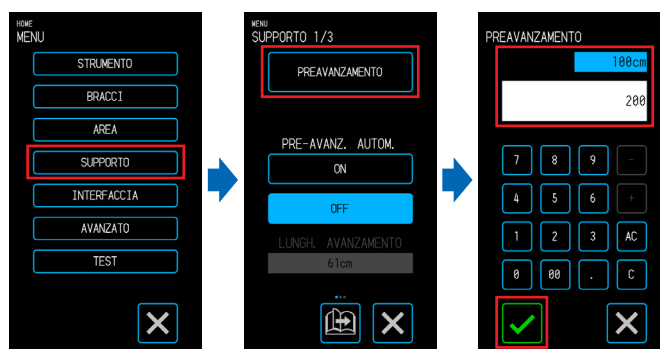 HOME
MENU
STRUMENTO
BRACCI
AREA
SUPPORTO
INTERFACCIA
AVANZATO
TEST
MENU
SUPPORTO 1/3
PREAVANZAMENTO
PRE-AVANZ. AUTOM.
ON
OFF
LUNGH. AVANZAMENTO
61cm
PREAVANZAMENTO
100cm
200
7 8 9 -
4 5 6 +
1 2 3 AC
0 00 . C